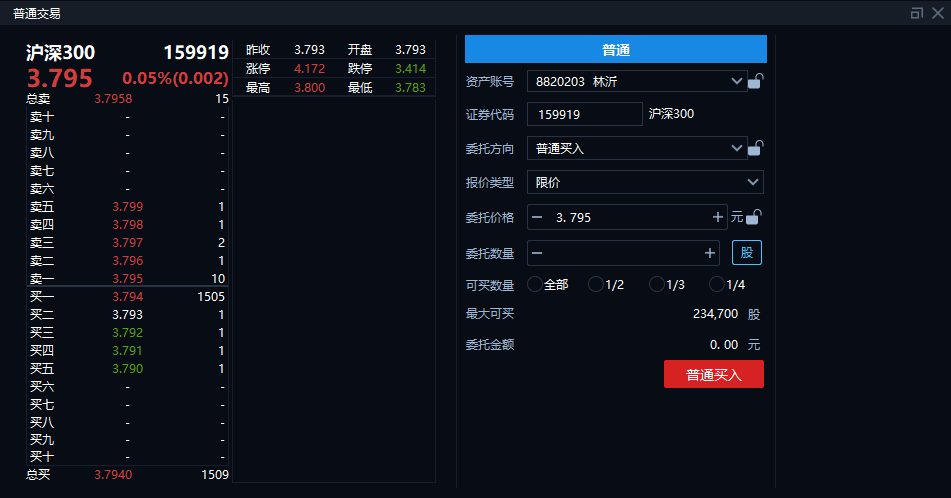 普通交易
沪深300 159919
3.795 0.05%(0.002)
总卖 3.7958 15
卖十 - -
卖九 - -
卖八 - -
卖七 - -
卖六 - -
卖五 3.799 1
卖四 3.798 1
卖三 3.797 2
卖二 3.796 1
卖一 3.795 10
买一 3.794 1505
买二 3.793 1
买三 3.792 1
买四 3.791 1
买五 3.790 1
买六 - -
买七 - -
买八 - -
买九 - -
买十 - -
总买 3.7940 1509
昨收 3.793 开盘 3.793
涨停 4.172 跌停 3.414
最高 3.800 最低 3.783
普通
资产账号 8820203 林沂
证券代码 159919 沪深300
委托方向 普通买入
报价类型 限价
委托价格 − 3.795 + 元
委托数量 − + 股
可买数量 全部 1/2 1/3 1/4
最大可买 234,700 股
委托金额 0.00 元
普通买入